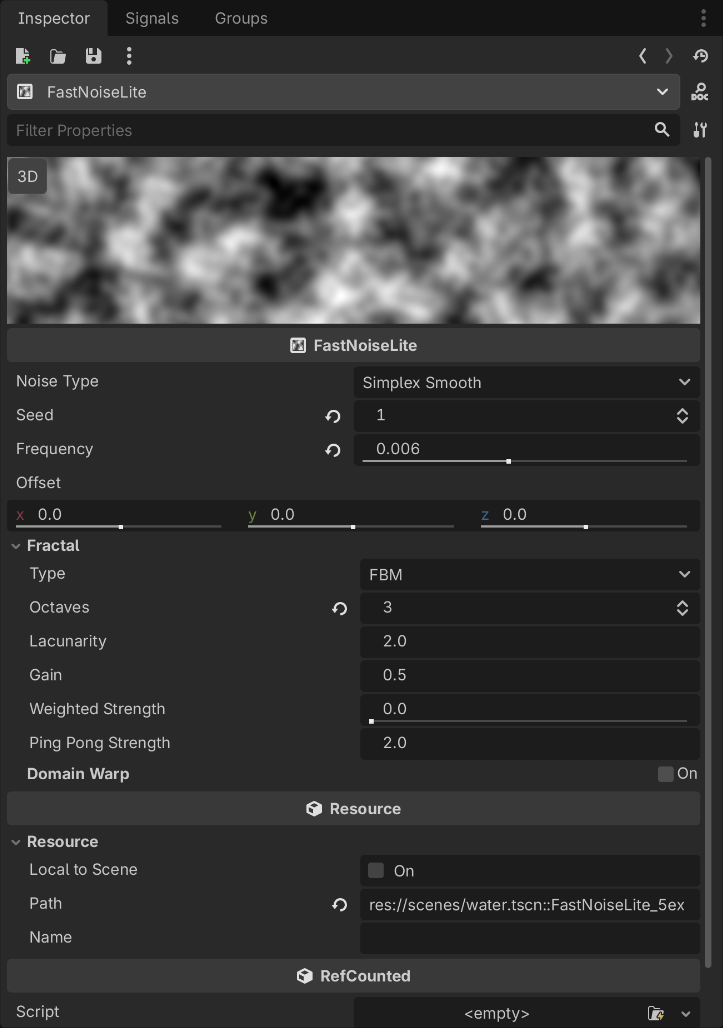 Inspector Signals Groups
FastNoiseLite DOC
Filter Properties
3D
FastNoiseLite
Noise Type Simplex Smooth
Seed 1
Frequency 0.006
Offset
x 0.0 y 0.0 z 0.0
Fractal
Type FBM
Octaves 3
Lacunarity 2.0
Gain 0.5
Weighted Strength 0.0
Ping Pong Strength 2.0
Domain Warp On
Resource
Resource
Local to Scene On
Path res://scenes/water.tscn::FastNoiseLite_5ex
Name
RefCounted
Script <empty>